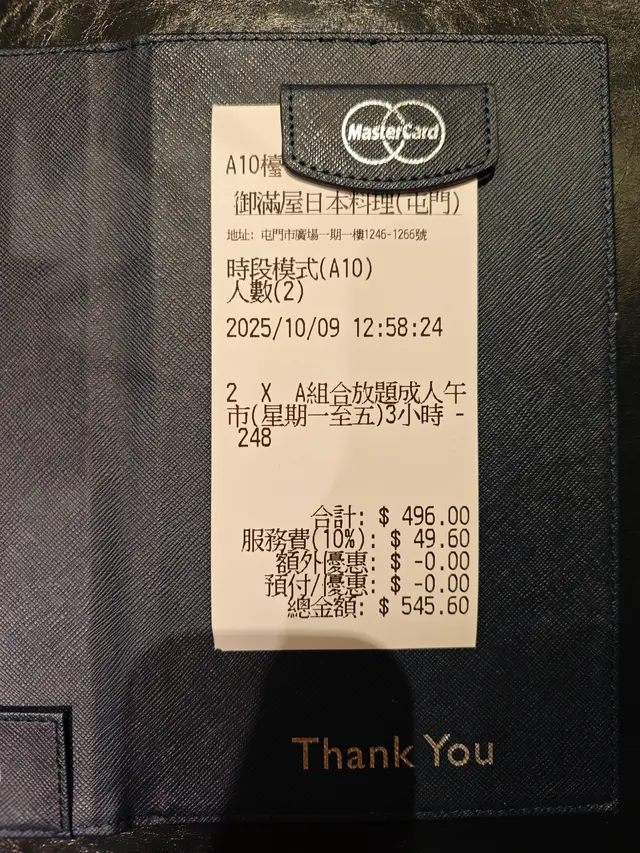 MasterCard
A10檯
御滿屋日本料理(屯門)
地址: 屯門市廣場一期一樓1246-1266號
時段模式(A10)
人數(2)
2025/10/09 12:58:24
2 X A組合放題成人午
市(星期一至五)3小時 -
248
合計: $ 496.00
服務費(10%): $ 49.60
額外優惠: $ -0.00
預付/優惠: $ -0.00
總金額: $ 545.60
Thank You